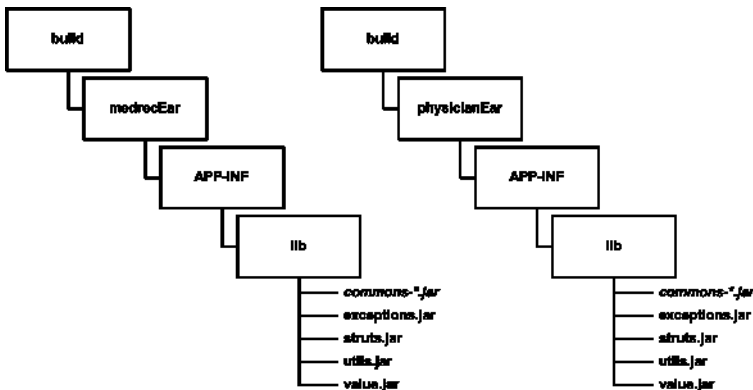 build
medrecEar
APP-INF
lib
commons-*.jar
exceptions.jar
struts.jar
utils.jar
value.jar
build
physicianEar
APP-INF
lib
commons-*.jar
exceptions.jar
struts.jar
utils.jar
value.jar